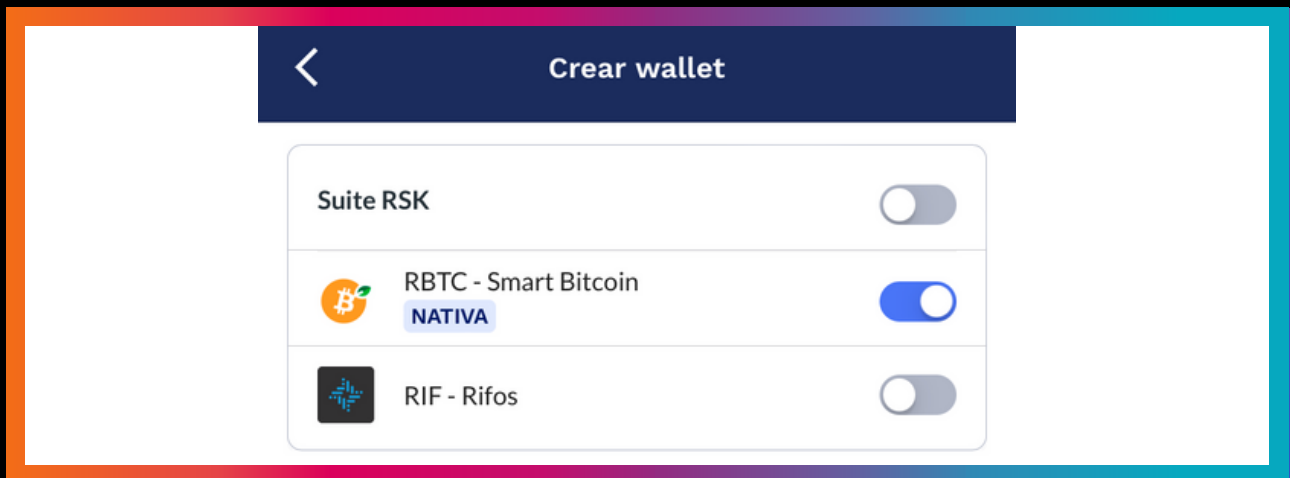 Crear wallet
Suite RSK
RBTC - Smart Bitcoin
NATIVA
RIF - Rifos